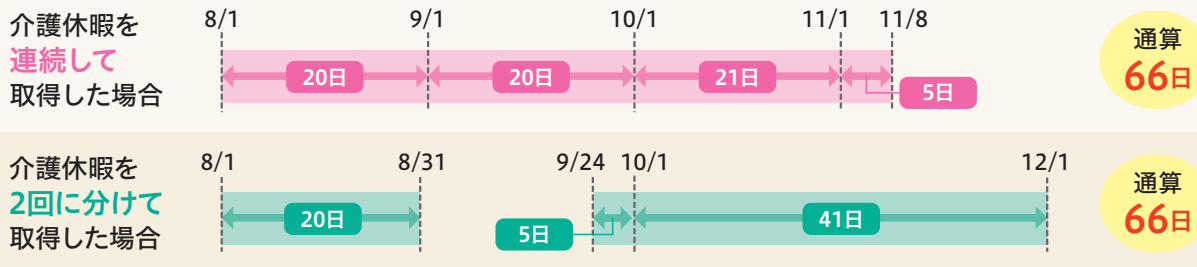 介護休暇を
連続して
取得した場合
8/1 9/1 10/1 11/1 11/8
20日 20日 21日 5日
通算
66日
介護休暇を
2回に分けて
取得した場合
8/1 8/31 9/24 10/1 12/1
20日 5日 41日
通算
66日